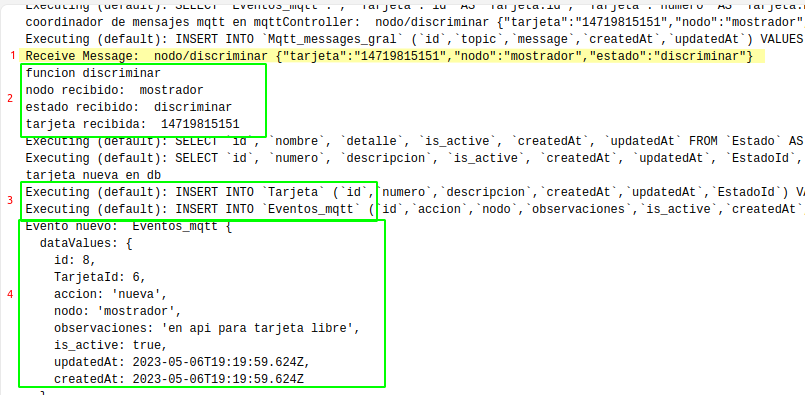 Executing (default): SELECT `Eventos_mqtt`.*, `Tarjeta`.`id` AS `Tarjeta.id`, `Tarjeta`.`numero` AS `Tarjeta.
coordinador de mensajes mqtt en mqttController:  nodo/discriminar {"tarjeta":"14719815151","nodo":"mostrador"
Executing (default): INSERT INTO `Mqtt_messages_gral` (`id`,`topic`,`message`,`createdAt`,`updatedAt`) VALUES
1 Receive Message:  nodo/discriminar {"tarjeta":"14719815151","nodo":"mostrador","estado":"discriminar"}
funcion discriminar
nodo recibido:  mostrador
2
estado recibido:  discriminar
tarjeta recibida:  14719815151
Executing (default): SELECT `id`, `nombre`, `detalle`, `is_active`, `createdAt`, `updatedAt` FROM `Estado` AS
Executing (default): SELECT `id`, `numero`, `descripcion`, `is_active`, `createdAt`, `updatedAt`, `EstadoId`,
tarjeta nueva en db
Executing (default): INSERT INTO `Tarjeta` (`id`,`numero`,`descripcion`,`createdAt`,`updatedAt`,`EstadoId`) VA
3
Executing (default): INSERT INTO `Eventos_mqtt` (`id`,`accion`,`nodo`,`observaciones`,`is_active`,`createdAt`
Evento nuevo:  Eventos_mqtt {
dataValues: {
id: 8,
TarjetaId: 6,
4 accion: 'nueva',
nodo: 'mostrador',
observaciones: 'en api para tarjeta libre',
is_active: true,
updatedAt: 2023-05-06T19:19:59.624Z,
createdAt: 2023-05-06T19:19:59.624Z